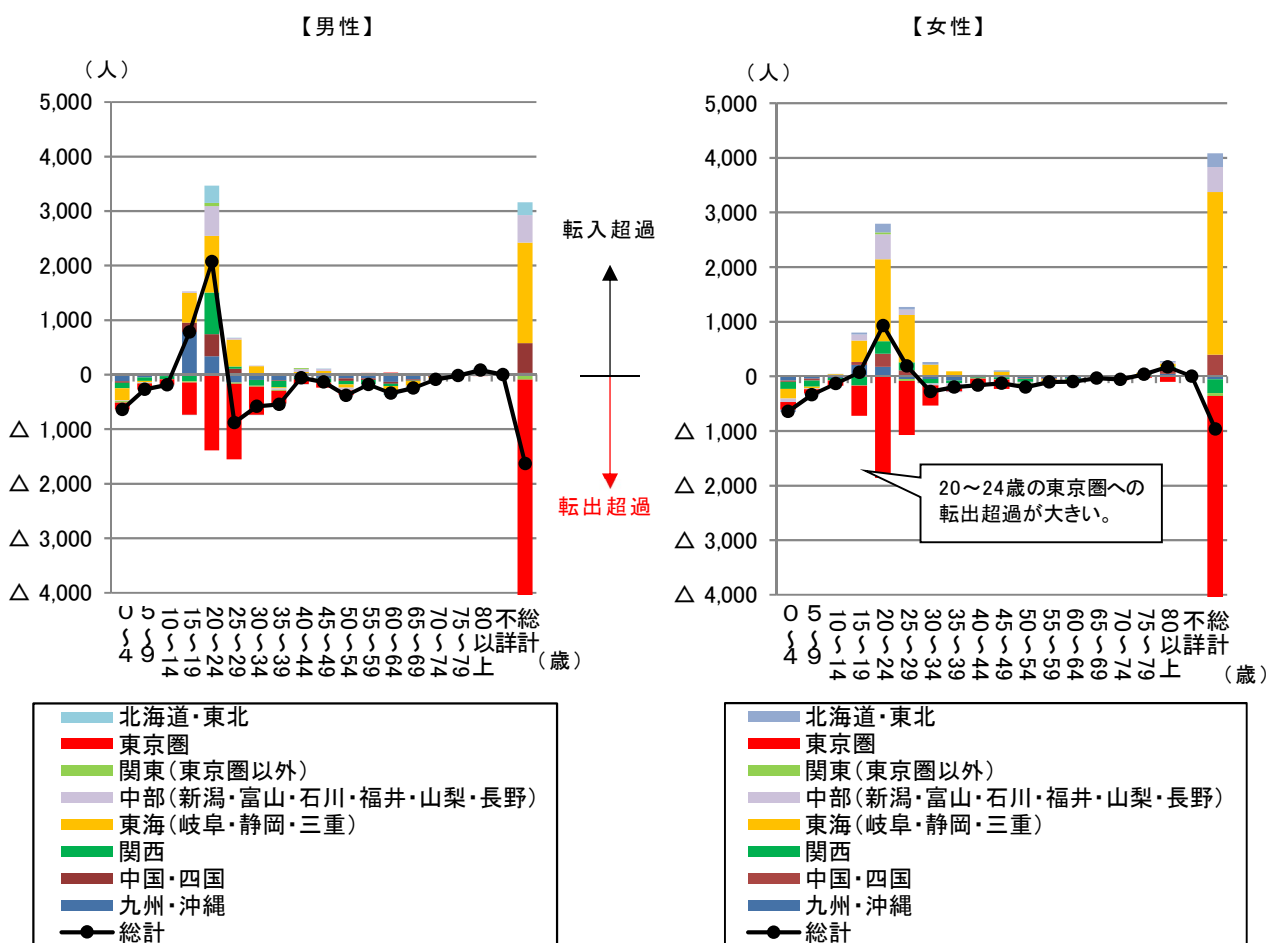 【男性】
(人)
5,000
4,000
3,000
2,000
1,000
0
△ 1,000
△ 2,000
△ 3,000
△ 4,000
0～4
5～9
10～14
15～19
20～24
25～29
30～34
35～39
40～44
45～49
50～54
55～59
60～64
65～69
70～74
75～79
80以上
不詳
総計
(歳)
転入超過
転出超過
【女性】
(人)
5,000
4,000
3,000
2,000
1,000
0
△ 1,000
△ 2,000
△ 3,000
△ 4,000
20～24歳の東京圏への
転出超過が大きい。
0～4
5～9
10～14
15～19
20～24
25～29
30～34
35～39
40～44
45～49
50～54
55～59
60～64
65～69
70～74
75～79
80以上
不詳
総計
(歳)
北海道・東北
東京圏
関東(東京圏以外)
中部(新潟・富山・石川・福井・山梨・長野)
東海(岐阜・静岡・三重)
関西
中国・四国
九州・沖縄
総計
北海道・東北
東京圏
関東(東京圏以外)
中部(新潟・富山・石川・福井・山梨・長野)
東海(岐阜・静岡・三重)
関西
中国・四国
九州・沖縄
総計